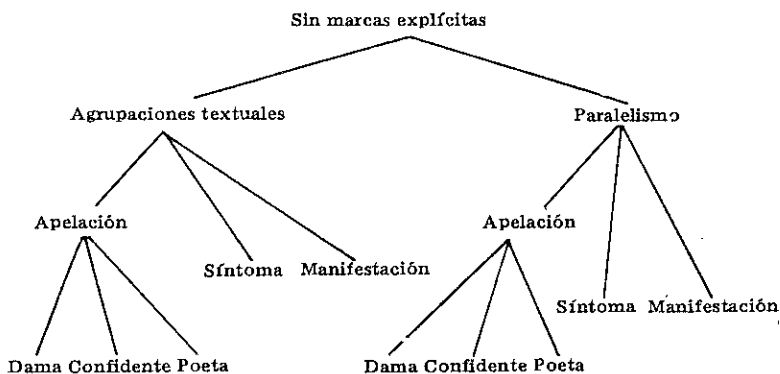 Sin marcas explícitas
Agrupaciones textuales Paralelismo
Apelación Apelación
Síntoma Manifestación
Síntoma Manifestación
Dama Confidente Poeta Dama Confidente Poeta